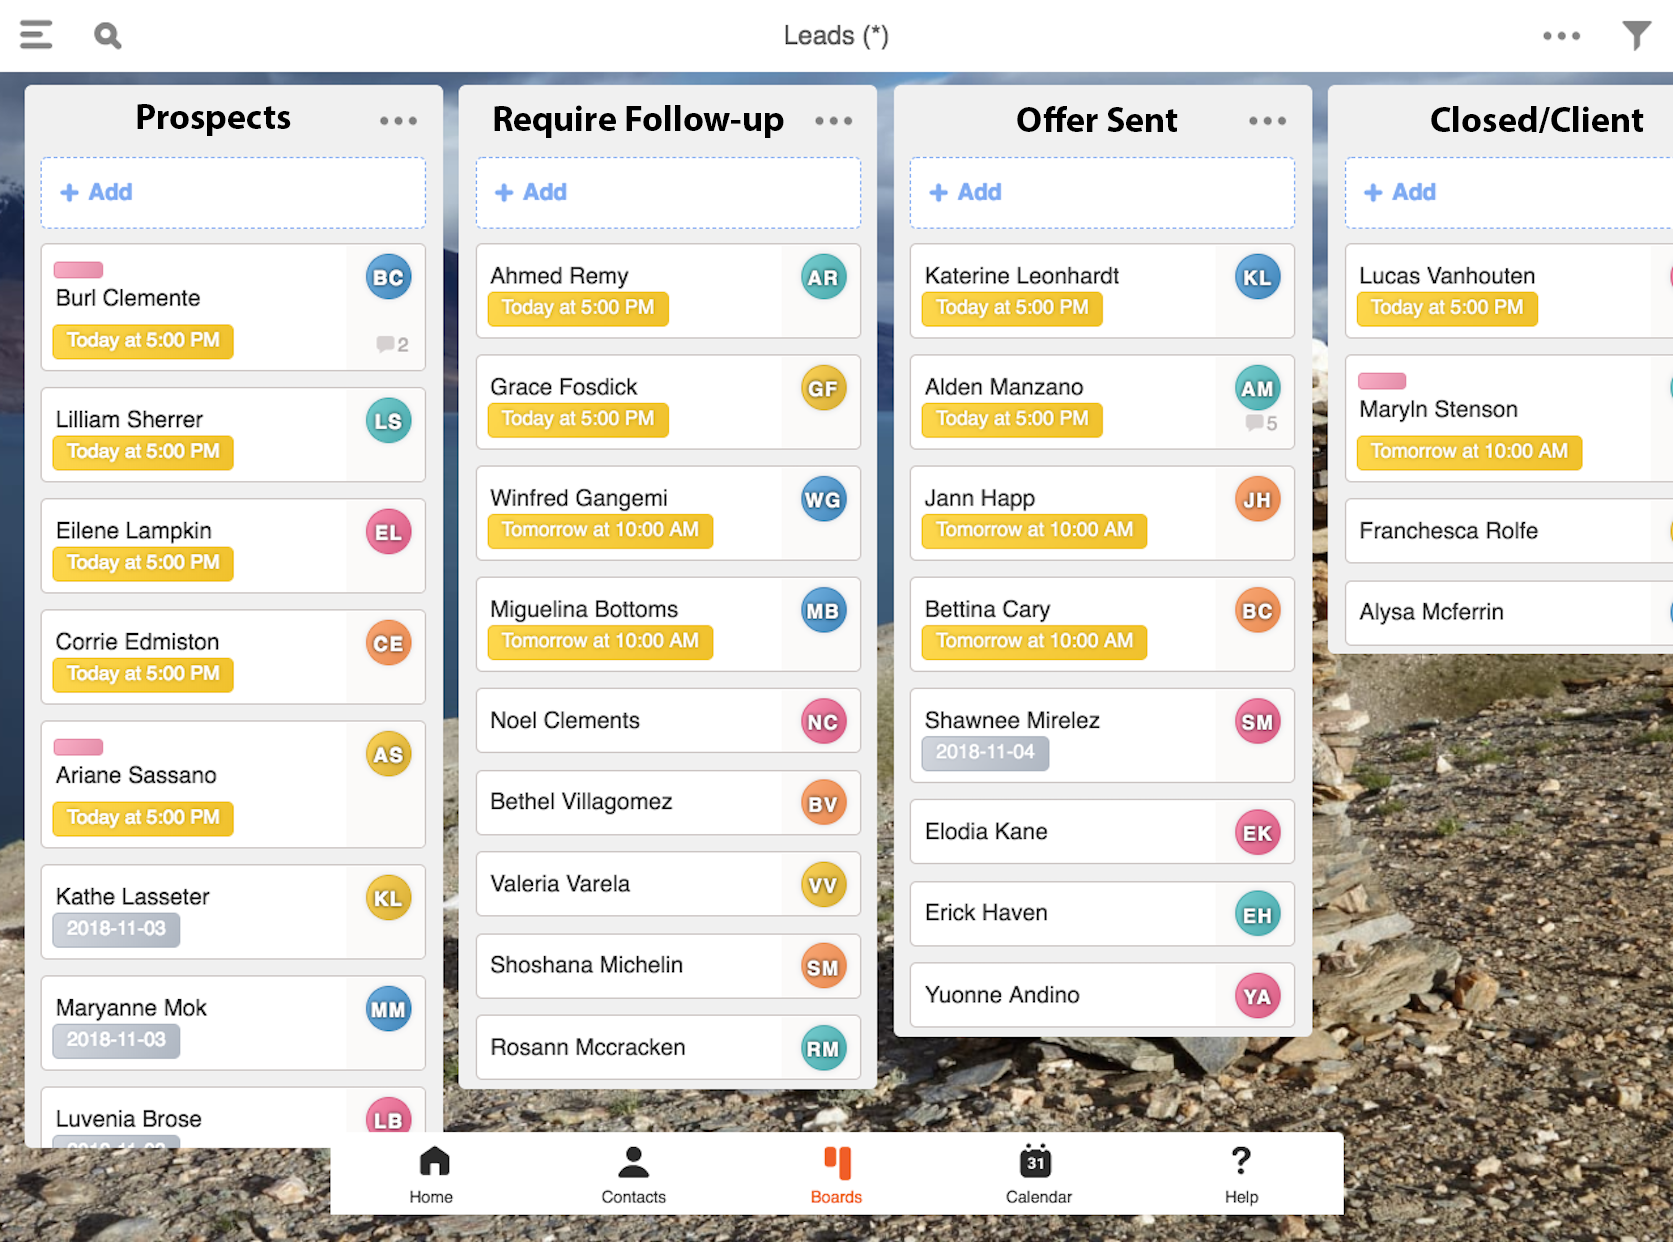 Leads (*)
Prospects
+ Add
Burl Clemente
BC
Today at 5:00 PM
2
Lilliam Sherrer
LS
Today at 5:00 PM
Eilene Lampkin
EL
Today at 5:00 PM
Corrie Edmiston
CE
Today at 5:00 PM
AS
Ariane Sassano
Today at 5:00 PM
Kathe Lasseter
KL
2018-11-03
Maryanne Mok
MM
2018-11-03
Luvenia Brose
LB
Require Follow-up
+ Add
Ahmed Remy
AR
Today at 5:00 PM
Grace Fosdick
GF
Today at 5:00 PM
Winfred Gangemi
WG
Tomorrow at 10:00 AM
Miguelina Bottoms
MB
Tomorrow at 10:00 AM
Noel Clements
NC
Bethel Villagomez
BV
Valeria Varela
VV
Shoshana Michelin
SM
Rosann Mccracken
RM
Offer Sent
+ Add
Katerine Leonhardt
KL
Today at 5:00 PM
Alden Manzano
AM
Today at 5:00 PM
5
Jann Happ
JH
Tomorrow at 10:00 AM
Bettina Cary
BC
Tomorrow at 10:00 AM
Shawnee Mirelez
SM
2018-11-04
Elodia Kane
EK
Erick Haven
EH
Yuonne Andino
YA
Closed/Client
+ Add
Lucas Vanhouten
Today at 5:00 PM
Maryln Stenson
Tomorrow at 10:00 AM
Franchesca Rolfe
Alysa Mcferrin
Home
Contacts
Boards
31
Calendar
?
Help